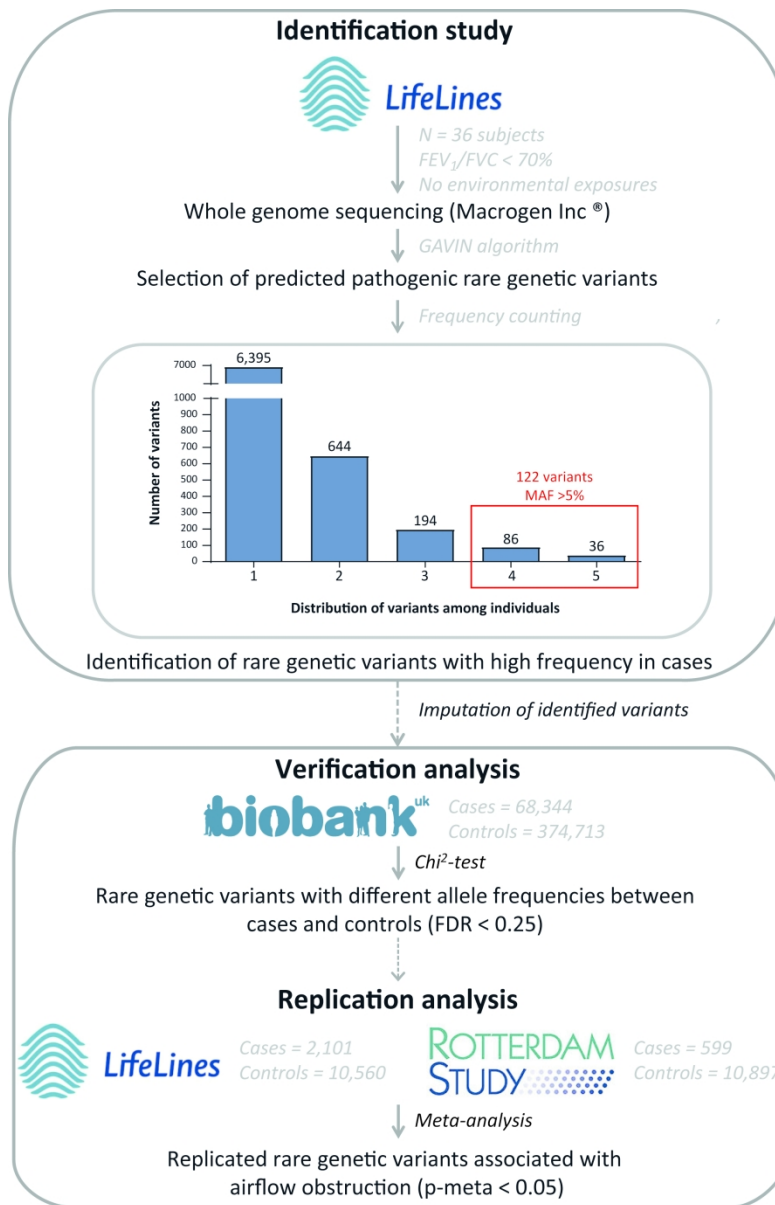 Identification study
LifeLines
N = 36 subjects
FEV₁/FVC < 70%
No environmental exposures
Whole genome sequencing (Macrogen Inc ®)
GAVIN algorithm
Selection of predicted pathogenic rare genetic variants
Frequency counting ,
Number of variants
7000
1000
900
800
700
600
500
400
300
200
100
0
6,395
644
194
86
36
122 variants
MAF >5%
1 2 3 4 5
Distribution of variants among individuals
Identification of rare genetic variants with high frequency in cases
Imputation of identified variants
Verification analysis
biobank uk
Cases = 68,344
Controls = 374,713
Chi²-test
Rare genetic variants with different allele frequencies between
cases and controls (FDR < 0.25)
Replication analysis
LifeLines
Cases = 2,101
Controls = 10,560
ROTTERDAM
STUDY
Cases = 599
Controls = 10,897
Meta-analysis
Replicated rare genetic variants associated with
airflow obstruction (p-meta < 0.05)